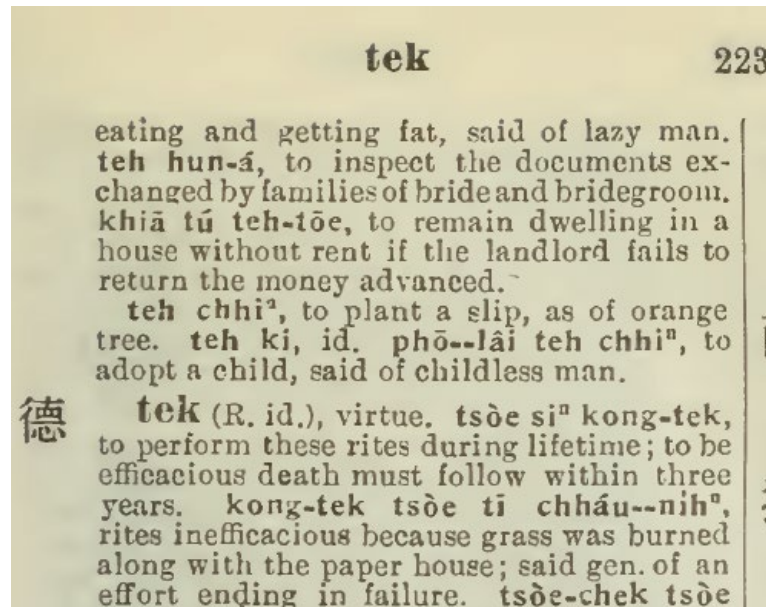 tek 223
eating and getting fat, said of lazy man.
teh hun-á, to inspect the documents ex-
changed by families of bride and bridegroom.
khiā tú teh-tōe, to remain dwelling in a
house without rent if the landlord fails to
return the money advanced.
teh chhiⁿ, to plant a slip, as of orange
tree. teh ki, id. phō--lâi teh chhiⁿ, to
adopt a child, said of childless man.
德 tek (R. id.), virtue. tsòe siⁿ kong-tek,
to perform these rites during lifetime; to be
efficacious death must follow within three
years. kong-tek tsòe tī chháu--nihⁿ,
rites inefficacious because grass was burned
along with the paper house; said gen. of an
effort ending in failure. tsòe-chek tsòe